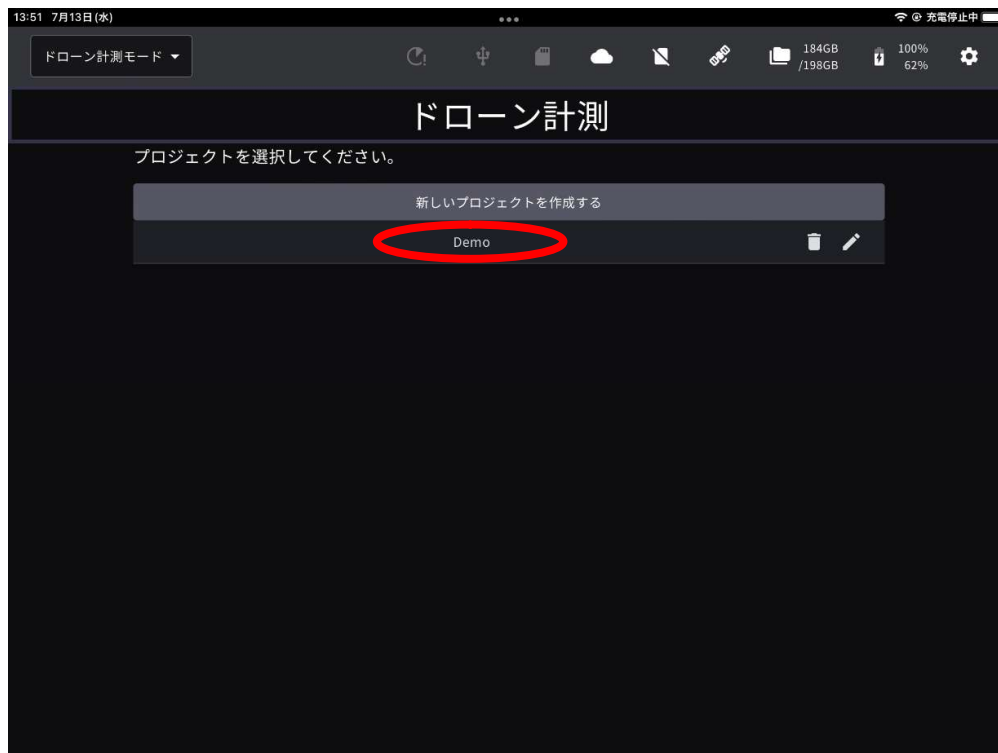 13:51 7月13日(水)
充電停止中
ドローン計測モード
184GB
/198GB
100%
62%
ドローン計測
プロジェクトを選択してください。
新しいプロジェクトを作成する
Demo